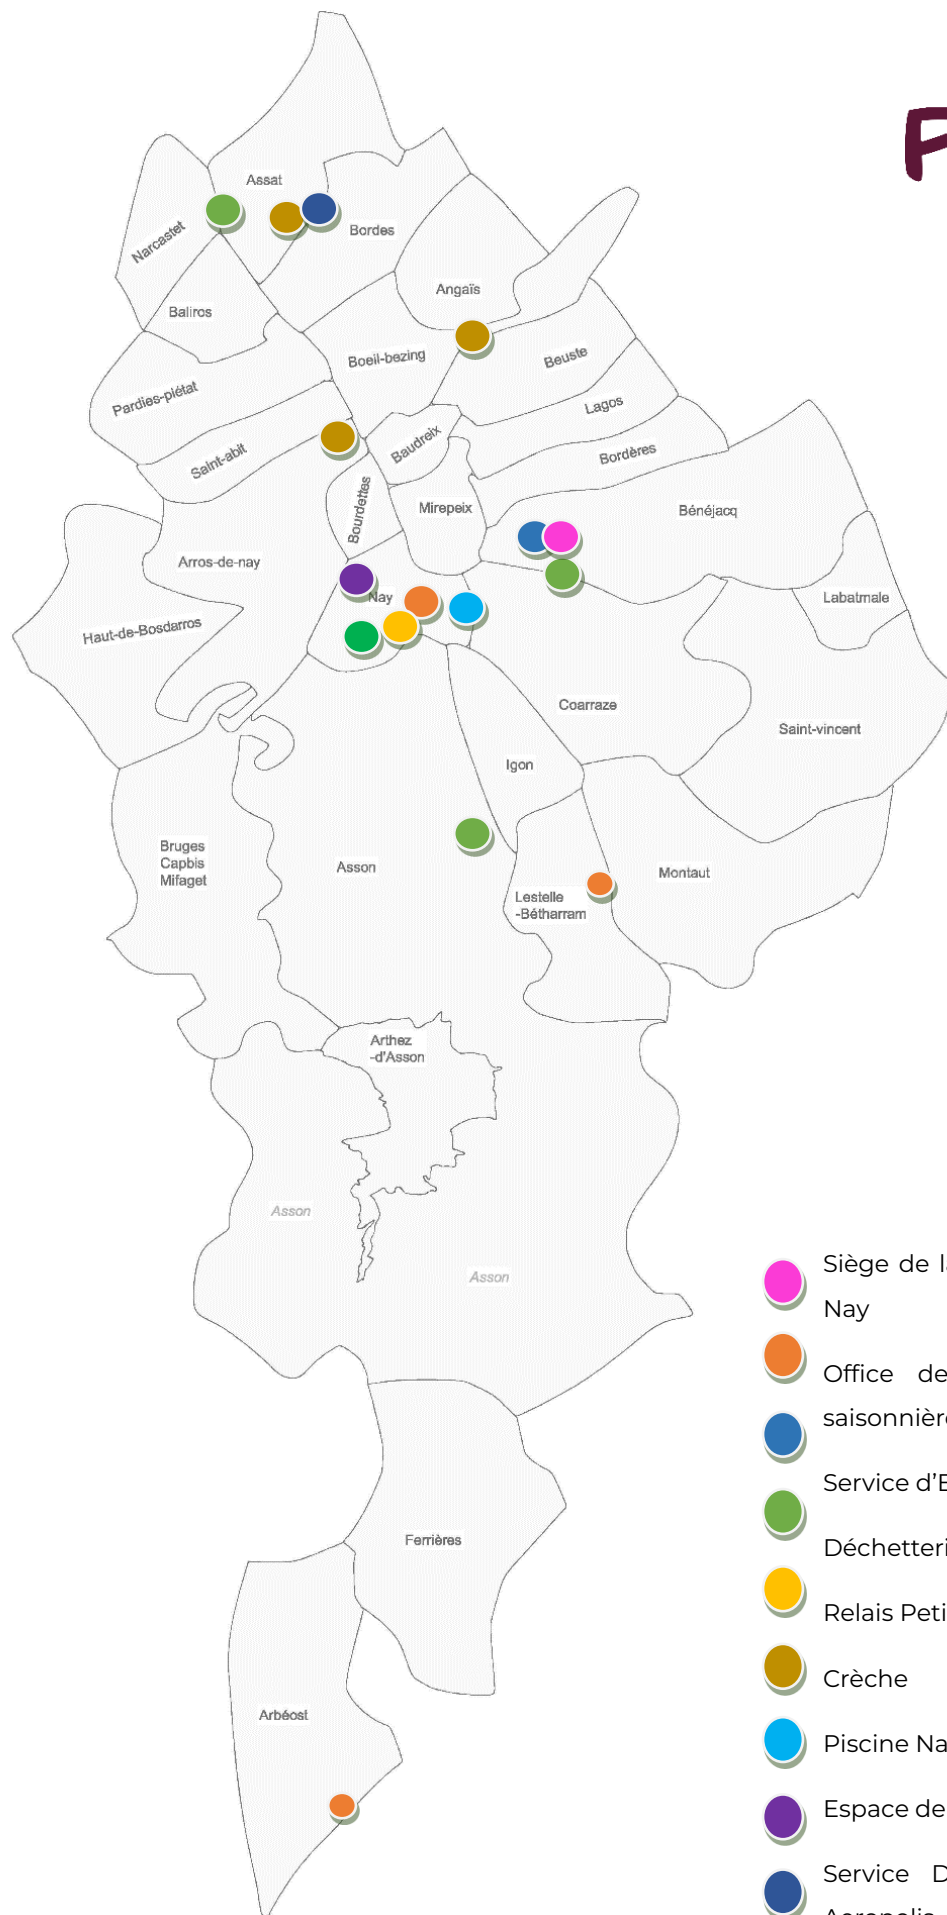 P
Assat
Narcastet
Bordes
Angaïs
Baliros
Boeil-bezing
Beuste
Pardies-piétat
Lagos
Baudreix
Saint-abit
Bordères
Bourdettes
Mirepeix
Bénéjacq
Arros-de-nay
Nay
Labatmale
Haut-de-Bosdarros
Coarraze
Saint-vincent
Igon
Bruges
Capbis
Mifaget
Asson
Montaut
Lestelle
-Bétharram
Arthez
-d'Asson
Asson
Asson
Siège de l
Nay
Office de
saisonnière
Service d'E
Ferrières
Déchetteri
Relais Peti
Crèche
Arbéost
Piscine Na
Espace de
Service D